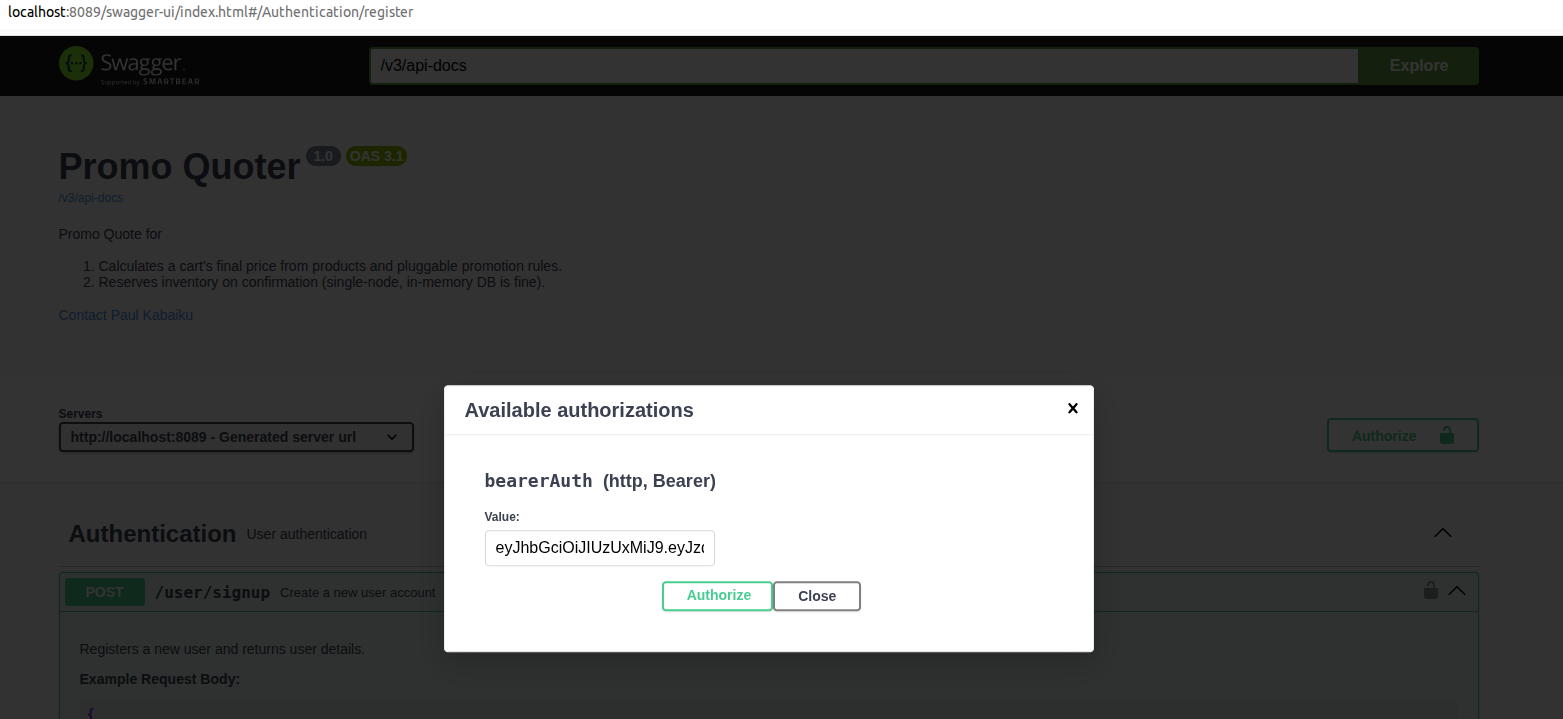 localhost:8089/swagger-ui/index.html#/Authentication/register
{···} Swagger.
Supported by SMARTBEAR
/v3/api-docs
Explore
Promo Quoter 1.0 OAS 3.1
/v3/api-docs
Promo Quote for
1. Calculates a cart's final price from products and pluggable promotion rules.
2. Reserves inventory on confirmation (single-node, in-memory DB is fine).
Contact Paul Kabaiku
Servers
http://localhost:8089 - Generated server url
Authorize
Available authorizations
x
bearerAuth (http, Bearer)
Value:
eyJhbGciOiJIUzUxMiJ9.eyJzc
Authorize
Close
Authentication User authentication
POST /user/signup Create a new user account
Registers a new user and returns user details.
Example Request Body:
{